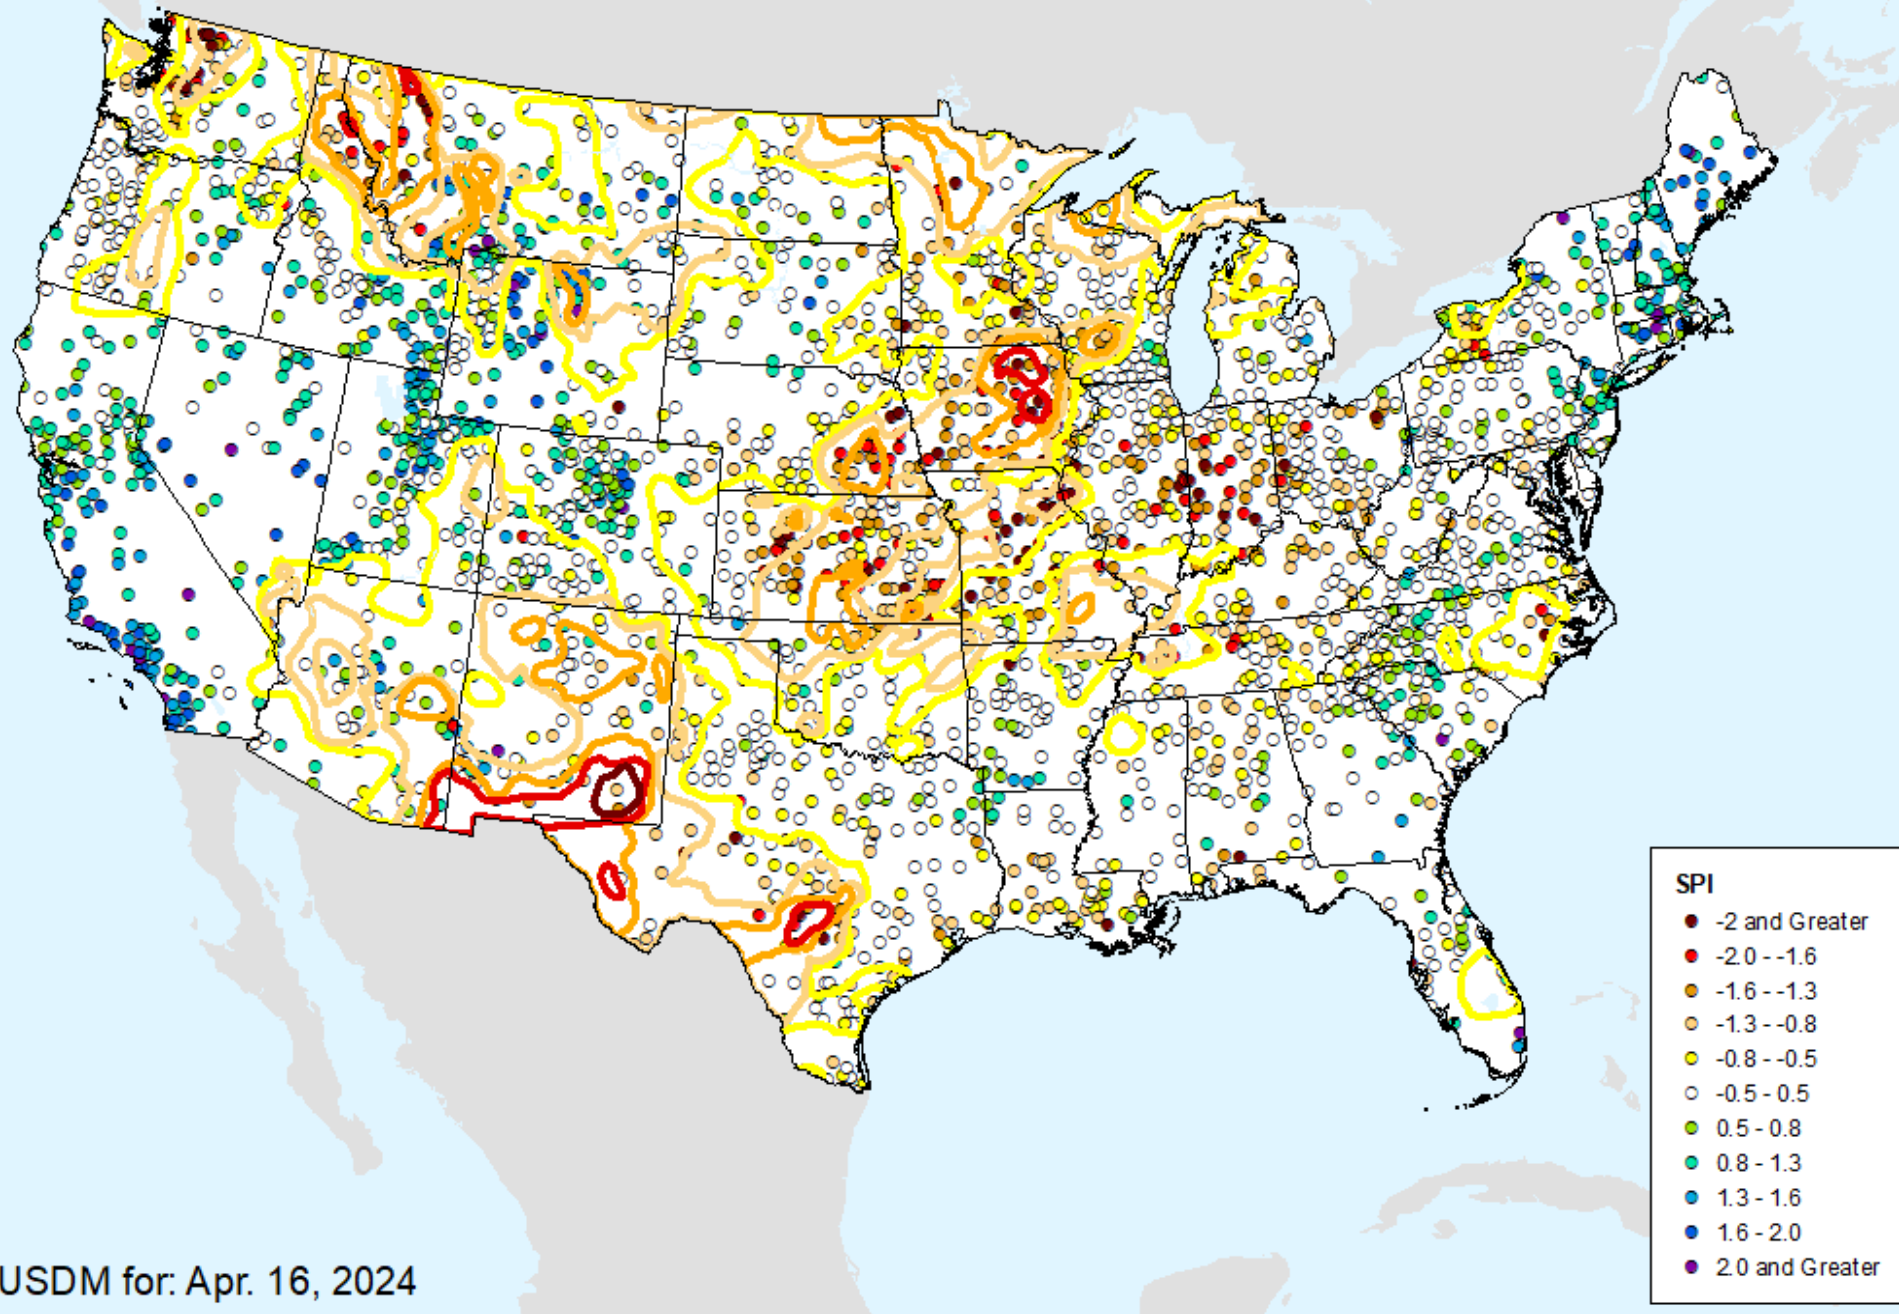 SPI
-2 and Greater
-2.0 - -1.6
-1.6 - -1.3
-1.3 - -0.8
-0.8 - -0.5
-0.5 - 0.5
0.5 - 0.8
0.8 - 1.3
1.3 - 1.6
1.6 - 2.0
2.0 and Greater
USDM for: Apr. 16, 2024